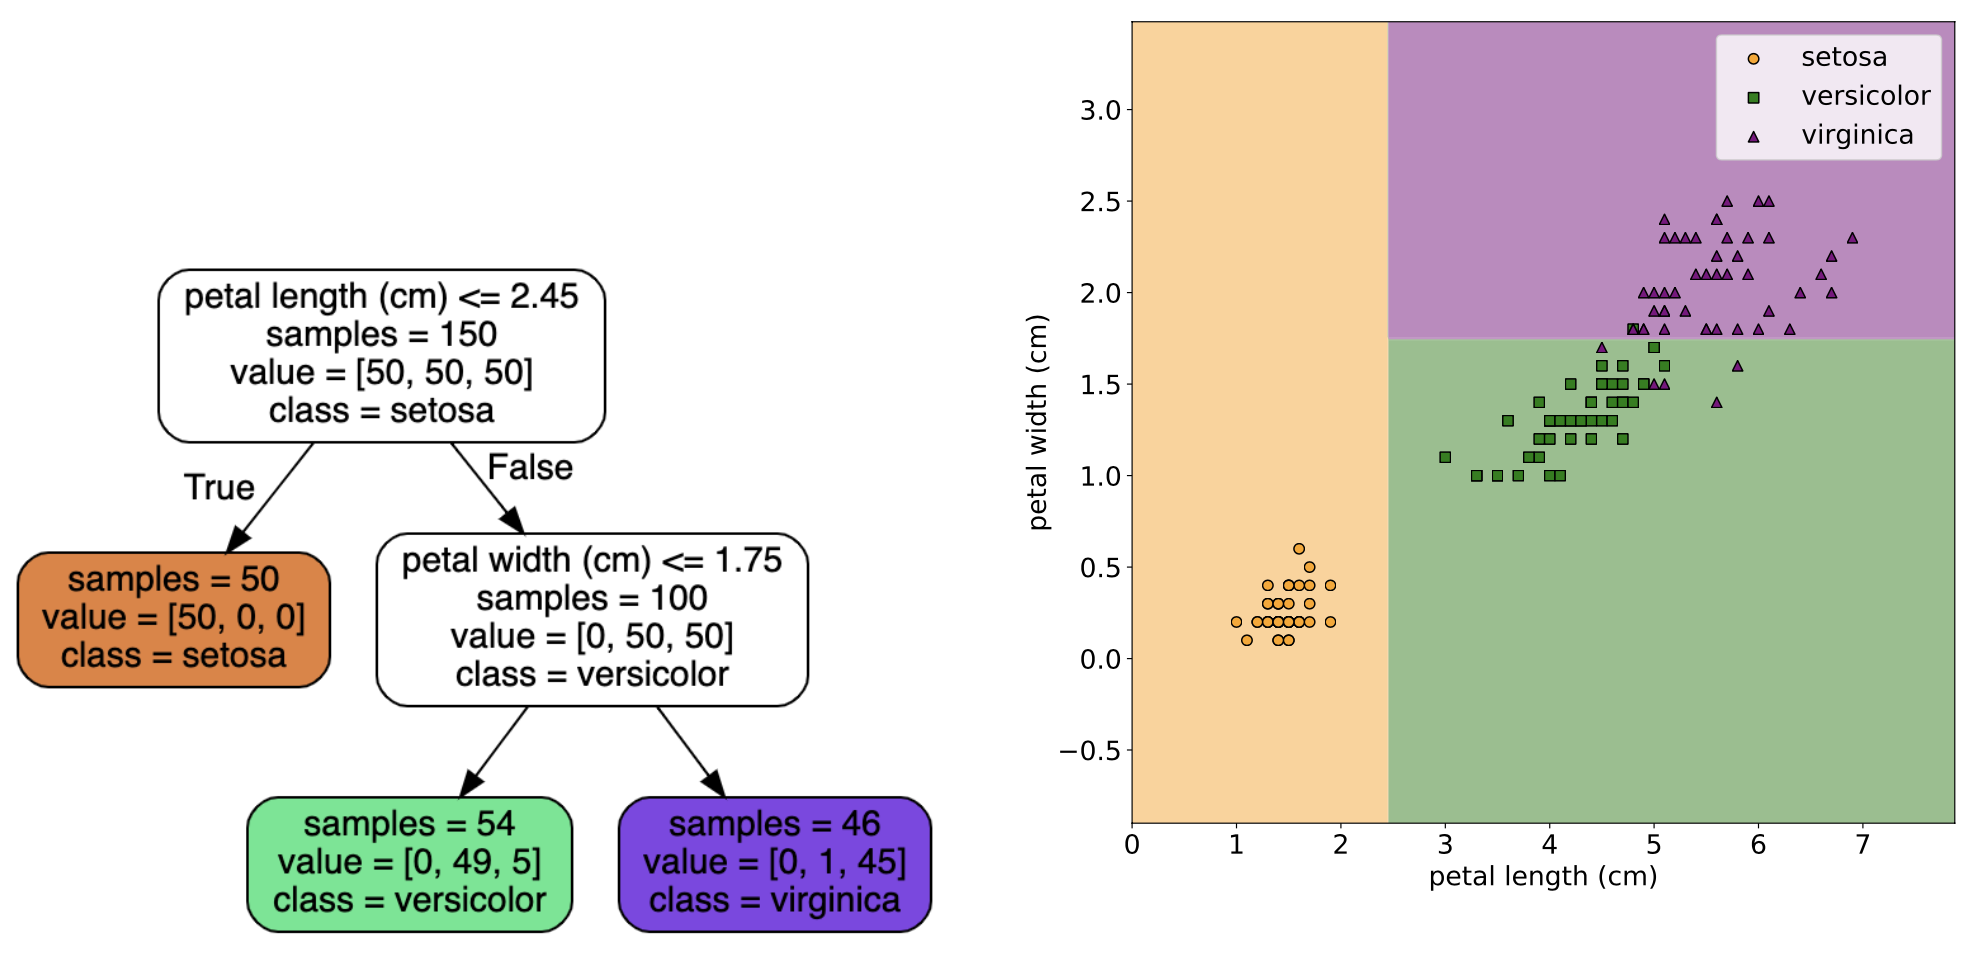 petal length (cm) <= 2.45
samples = 150
value = [50, 50, 50]
class = setosa
True
False
samples = 50
value = [50, 0, 0]
class = setosa
petal width (cm) <= 1.75
samples = 100
value = [0, 50, 50]
class = versicolor
samples = 54
value = [0, 49, 5]
class = versicolor
samples = 46
value = [0, 1, 45]
class = virginica
setosa
versicolor
virginica
petal width (cm)
3.0
2.5
2.0
1.5
1.0
0.5
0.0
−0.5
0 1 2 3 4 5 6 7
petal length (cm)